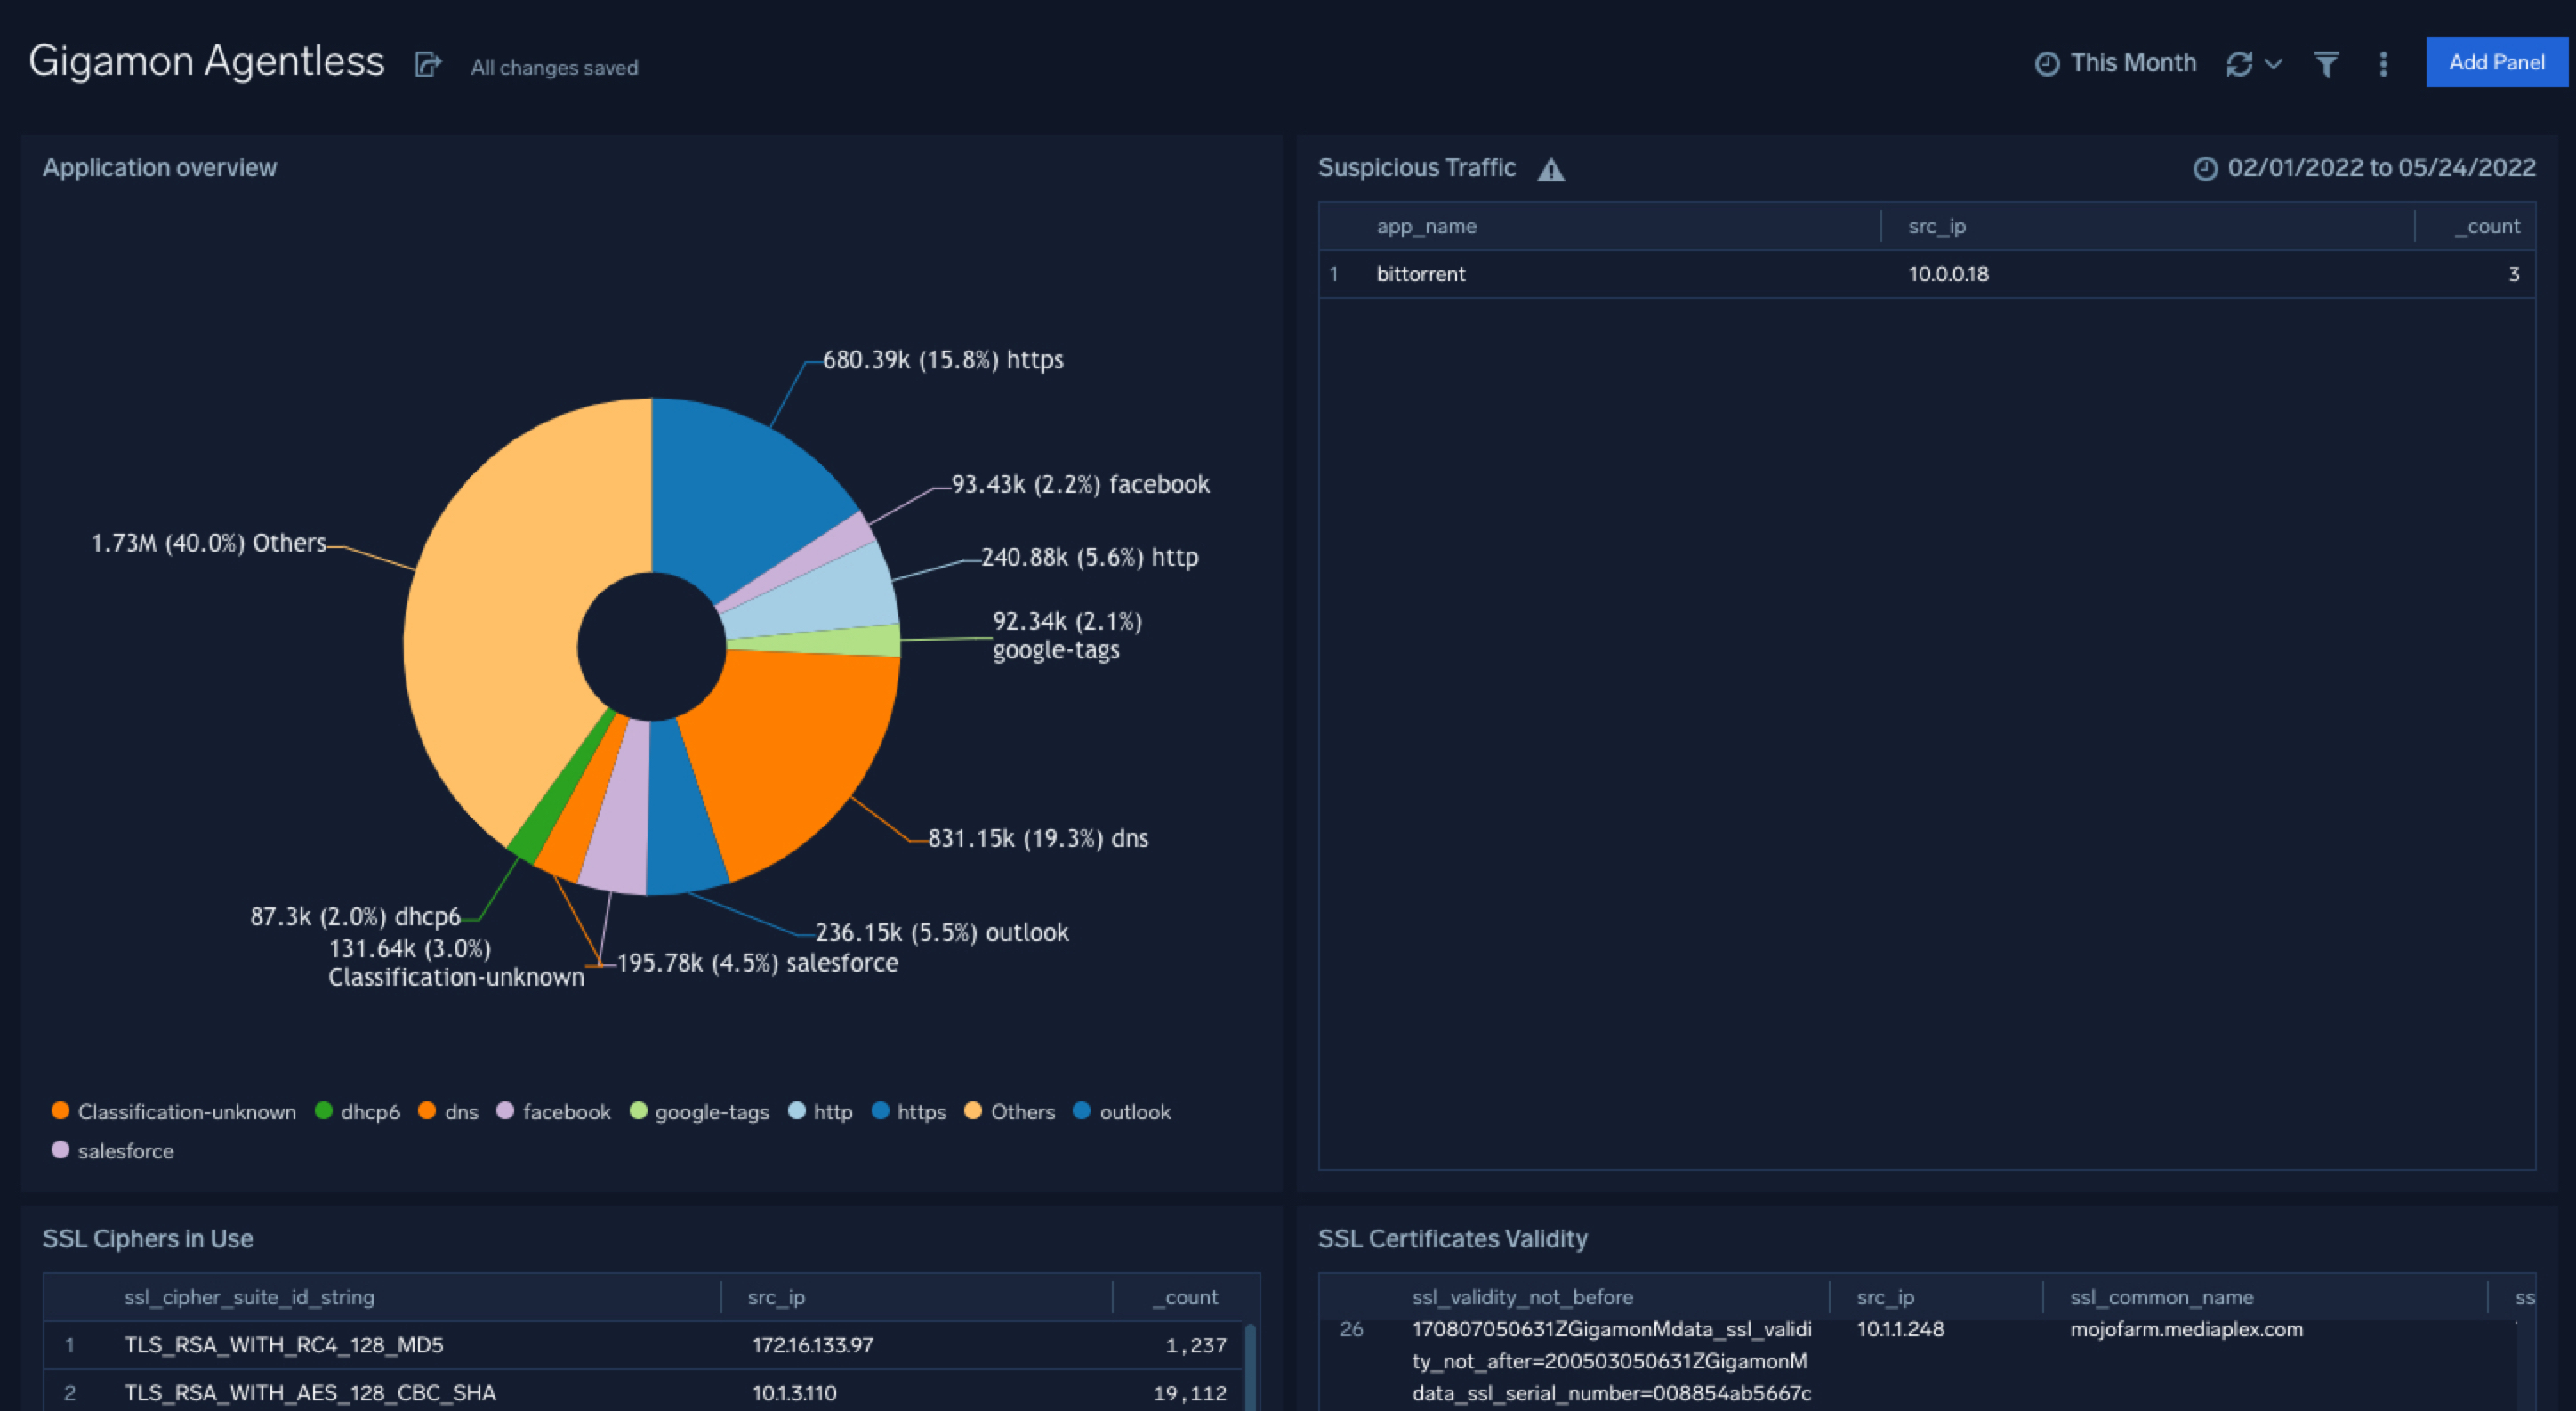 Gigamon Agentless
All changes saved
This Month
Add Panel
Application overview
680.39k (15.8%) https
93.43k (2.2%) facebook
240.88k (5.6%) http
92.34k (2.1%)
google-tags
831.15k (19.3%) dns
236.15k (5.5%) outlook
195.78k (4.5%) salesforce
131.64k (3.0%)
Classification-unknown
87.3k (2.0%) dhcp6
1.73M (40.0%) Others
Classification-unknown dhcp6 dns facebook google-tags http https Others outlook
salesforce
Suspicious Traffic
02/01/2022 to 05/24/2022
app_name src_ip _count
1 bittorrent 10.0.0.18 3
SSL Ciphers in Use
ssl_cipher_suite_id_string src_ip _count
1 TLS_RSA_WITH_RC4_128_MD5 172.16.133.97 1,237
2 TLS_RSA_WITH_AES_128_CBC_SHA 10.1.3.110 19,112
SSL Certificates Validity
ssl_validity_not_before src_ip ssl_common_name ss
26 170807050631ZGigamonMdata_ssl_validi 10.1.1.248 mojofarm.mediaplex.com
ty_not_after=200503050631ZGigamonM
data_ssl_serial_number=008854ab5667c